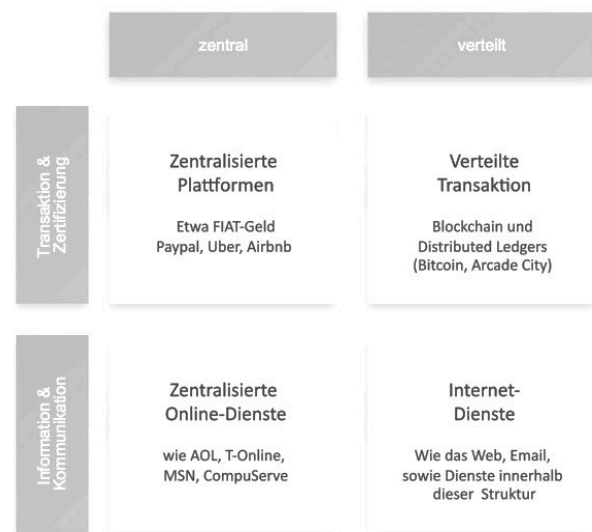 zentral
verteilt
Transaktion &
Zertifizierung
Zentralisierte
Plattformen
Etwa FIAT-Geld
Paypal, Uber, Airbnb
Verteilte
Transaktion
Blockchain und
Distributed Ledgers
(Bitcoin, Arcade City)
Information &
Kommunikation
Zentralisierte
Online-Dienste
wie AOL, T-Online,
MSN, CompuServe
Internet-
Dienste
Wie das Web, Email,
sowie Dienste innerhalb
dieser Struktur